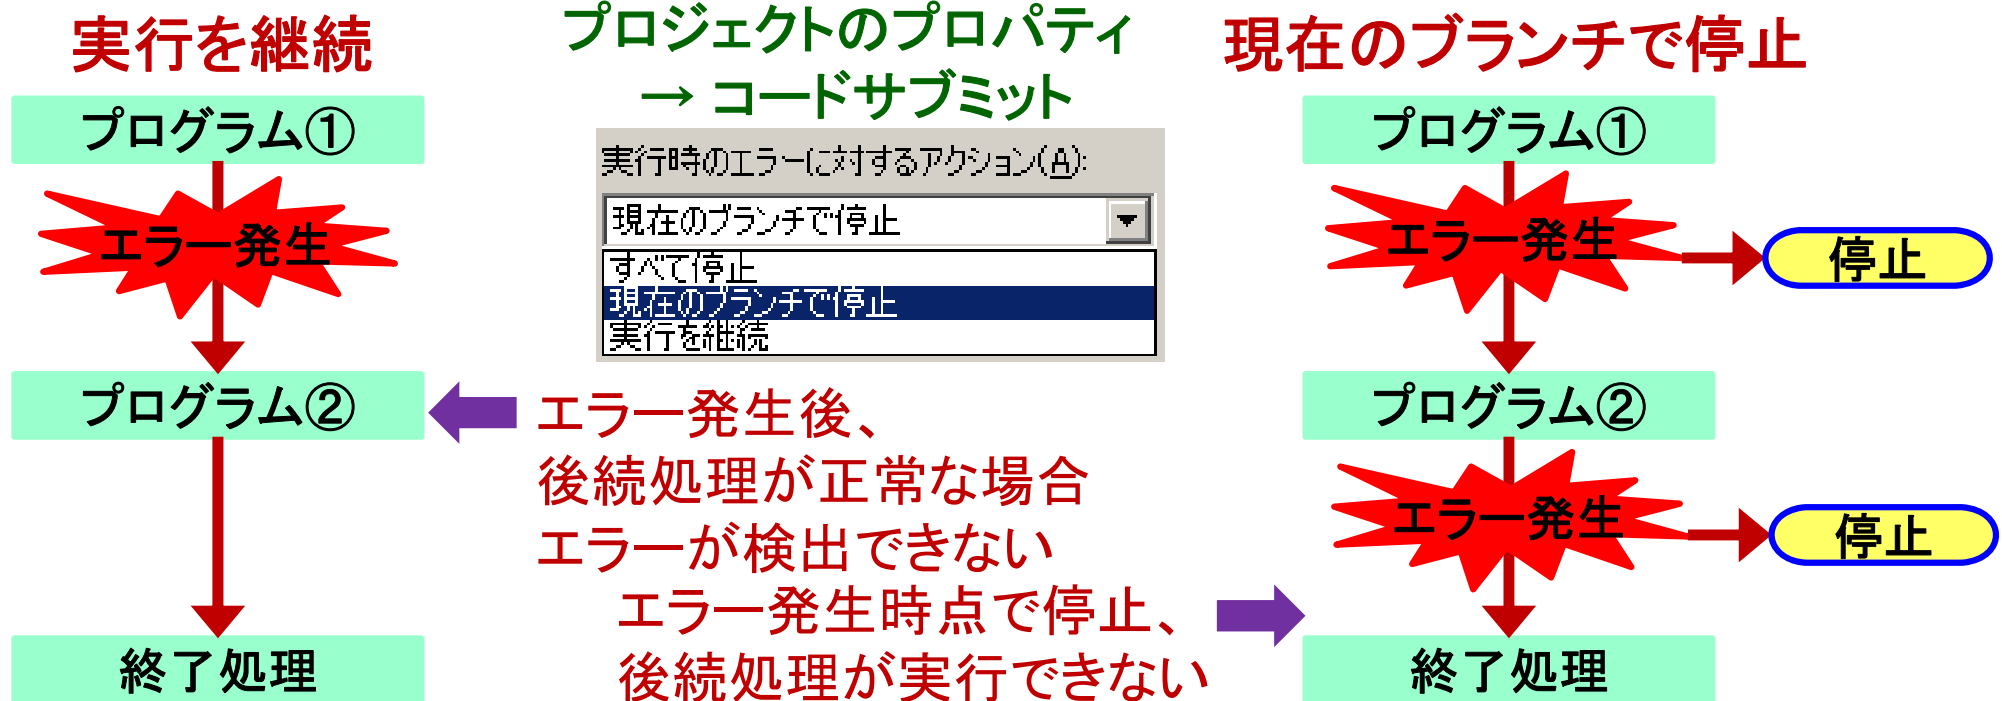 実行を継続
プログラム①
エラー発生
プログラム②
終了処理
プロジェクトのプロパティ
→ コードサブミット
実行時のエラーに対するアクション(A):
現在のブランチで停止
すべて停止
現在のブランチで停止
実行を継続
エラー発生後、
後続処理が正常な場合
エラーが検出できない
エラー発生時点で停止、
後続処理が実行できない
現在のブランチで停止
プログラム①
エラー発生
停止
プログラム②
エラー発生
停止
終了処理